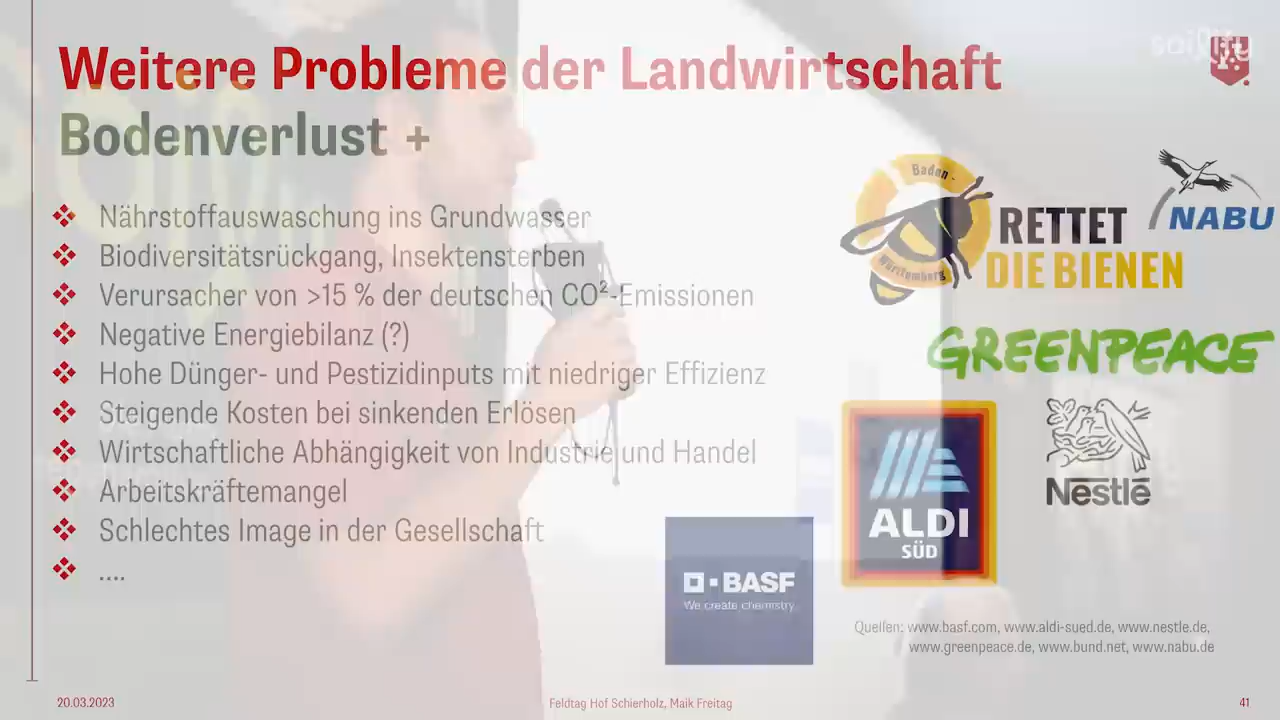 Weitere Probleme der Landwirtschaft
Bodenverlust +
Nährstoffauswaschung ins Grundwasser
Biodiversitätsrückgang, Insektensterben
Verursacher von >15 % der deutschen CO²-Emissionen
Negative Energiebilanz (?)
Hohe Dünger- und Pestizidinputs mit niedriger Effizienz
Steigende Kosten bei sinkenden Erlösen
Wirtschaftliche Abhängigkeit von Industrie und Handel
Arbeitskräftemangel
Schlechtes Image in der Gesellschaft
....
soilify
Baden -
Württemberg
RETTET
DIE BIENEN
NABU
GREENPEACE
ALDI
SÜD
Nestlé
BASF
We create chemistry
Quellen: www.basf.com, www.aldi-sued.de, www.nestle.de,
www.greenpeace.de, www.bund.net, www.nabu.de
20.03.2023
Feldtag Hof Schierholz, Maik Freitag
41